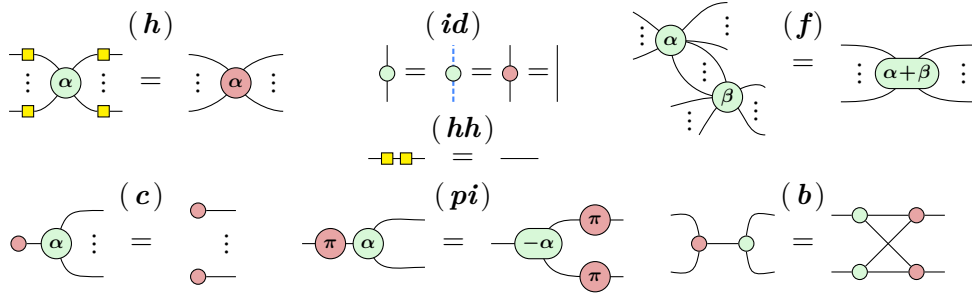 (h) (id) (f)
α = α = = = α β = α+β
(hh)
=
(c) (pi) (b)
α = π α = -α π π =